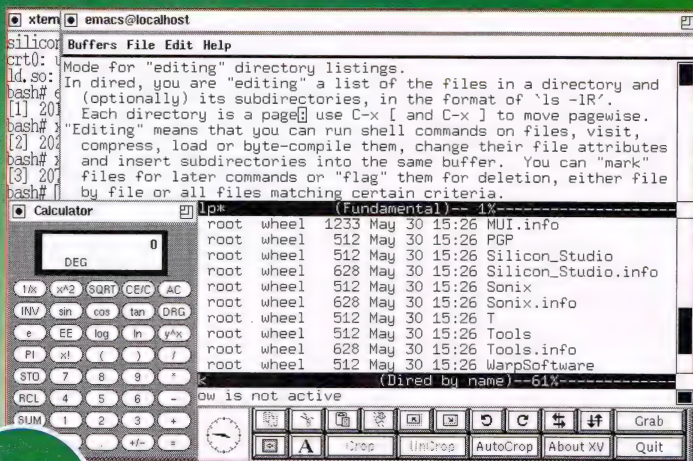 xterm
emacs@localhost
silicon
Buffers File Edit Help
crt0: u
ld.so:
bash# e
[1] 201
bash# x
[2] 202
bash# x
[3] 207
bash#
Mode for "editing" directory listings.
In dired, you are "editing" a list of the files in a directory and
(optionally) its subdirectories, in the format of `ls -lR'.
Each directory is a page: use C-x [ and C-x ] to move pagewise.
"Editing" means that you can run shell commands on files, visit,
compress, load or byte-compile them, change their file attributes
and insert subdirectories into the same buffer. You can "mark"
files for later commands or "flag" them for deletion, either file
by file or all files matching certain criteria.
lp* (Fundamental)-- 1%------------
root wheel 1233 May 30 15:26 MUI.info
root wheel 512 May 30 15:26 PGP
root wheel 512 May 30 15:26 Silicon_Studio
root wheel 628 May 30 15:26 Silicon_Studio.info
root wheel 512 May 30 15:26 Sonix
root wheel 628 May 30 15:26 Sonix.info
root wheel 512 May 30 15:26 T
root wheel 512 May 30 15:26 Tools
root wheel 628 May 30 15:26 Tools.info
root wheel 512 May 30 15:26 WarpSoftware
k (Dired by name)--61%------------
ow is not active
Calculator
0
DEG
1/x x^2 SQRT CE/C AC
INV sin cos tan DRG
e EE log ln y^x
PI x! ( ) /
STO 7 8 9 *
RCL 4 5 6 -
SUM 1 2 3 +
. +/- =
Grab
A Crop UnCrop AutoCrop About XV Quit